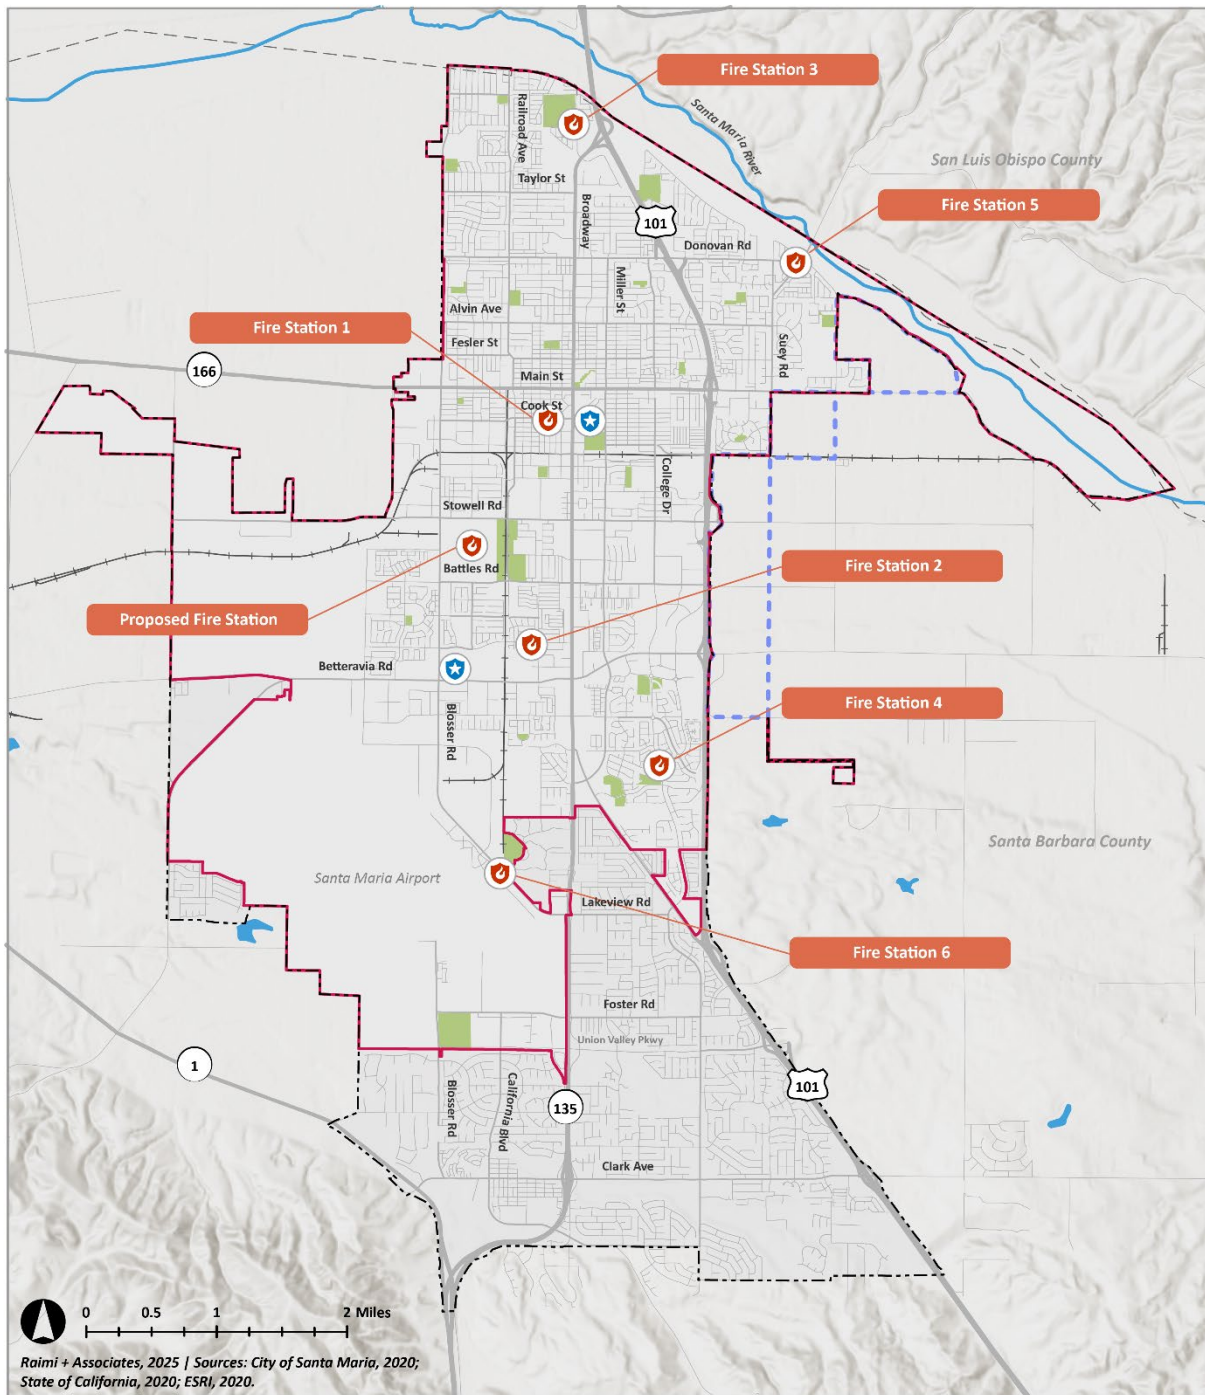 Fire Station 3
Railroad Ave
Santa Maria River
San Luis Obispo County
Taylor St
Broadway
Fire Station 5
101
Donovan Rd
Miller St
Alvin Ave
Fire Station 1
Fesler St
Suey Rd
166
Main St
Cook St
College Dr
Stowell Rd
Battles Rd
Fire Station 2
Proposed Fire Station
Betteravia Rd
Blosser Rd
Fire Station 4
Santa Barbara County
Santa Maria Airport
Lakeview Rd
Fire Station 6
Foster Rd
Union Valley Pkwy
1
101
Blosser Rd
California Blvd
135
Clark Ave
0 0.5 1 2 Miles
Raimi + Associates, 2025 | Sources: City of Santa Maria, 2020;
State of California, 2020; ESRI, 2020.